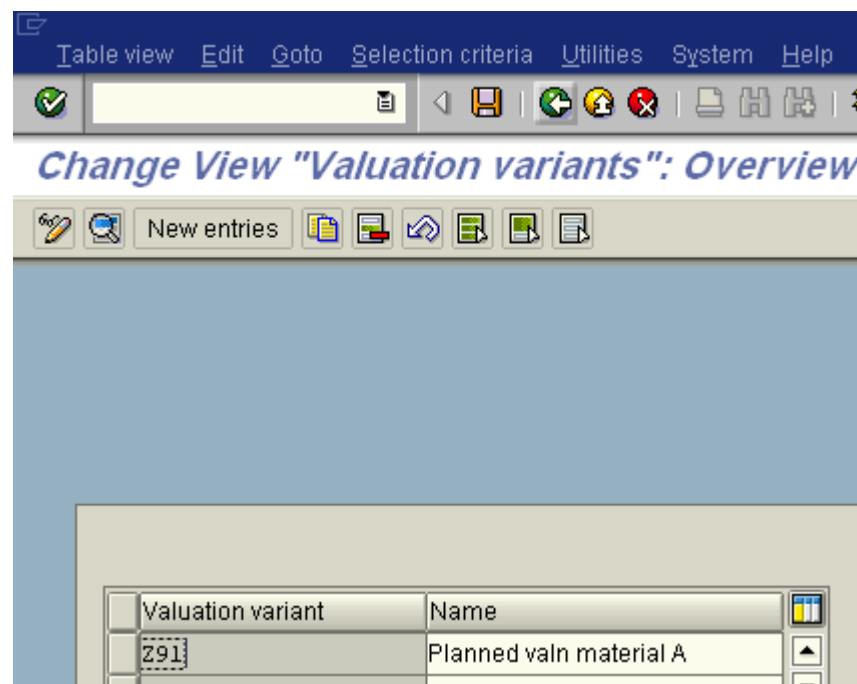 Table view Edit Goto Selection criteria Utilities System Help
Change View "Valuation variants": Overview
New entries
Valuation variant Name
Z91 Planned valn material A